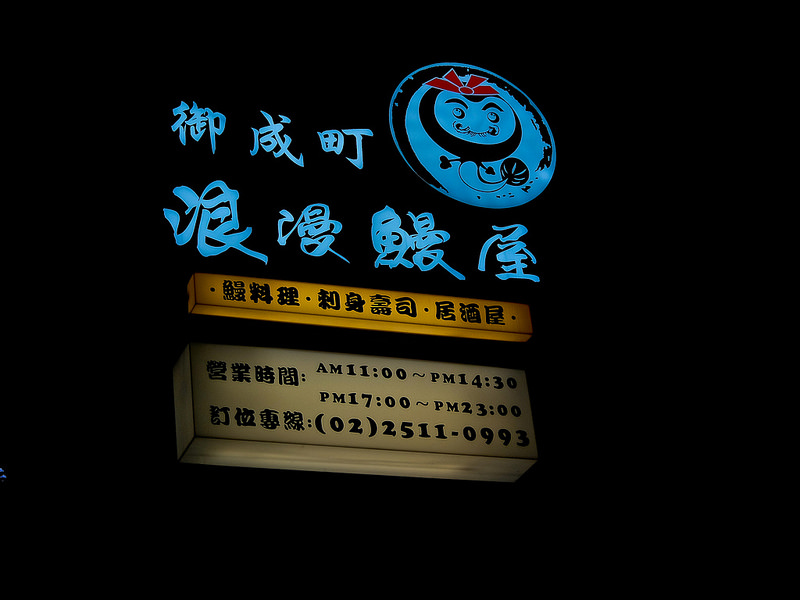 御成町
浪漫鰻屋
·鰻料理·刺身壽司·居酒屋·
營業時間: AM11:00～PM14:30
PM17:00～PM23:00
訂位專線:(02)2511-0993